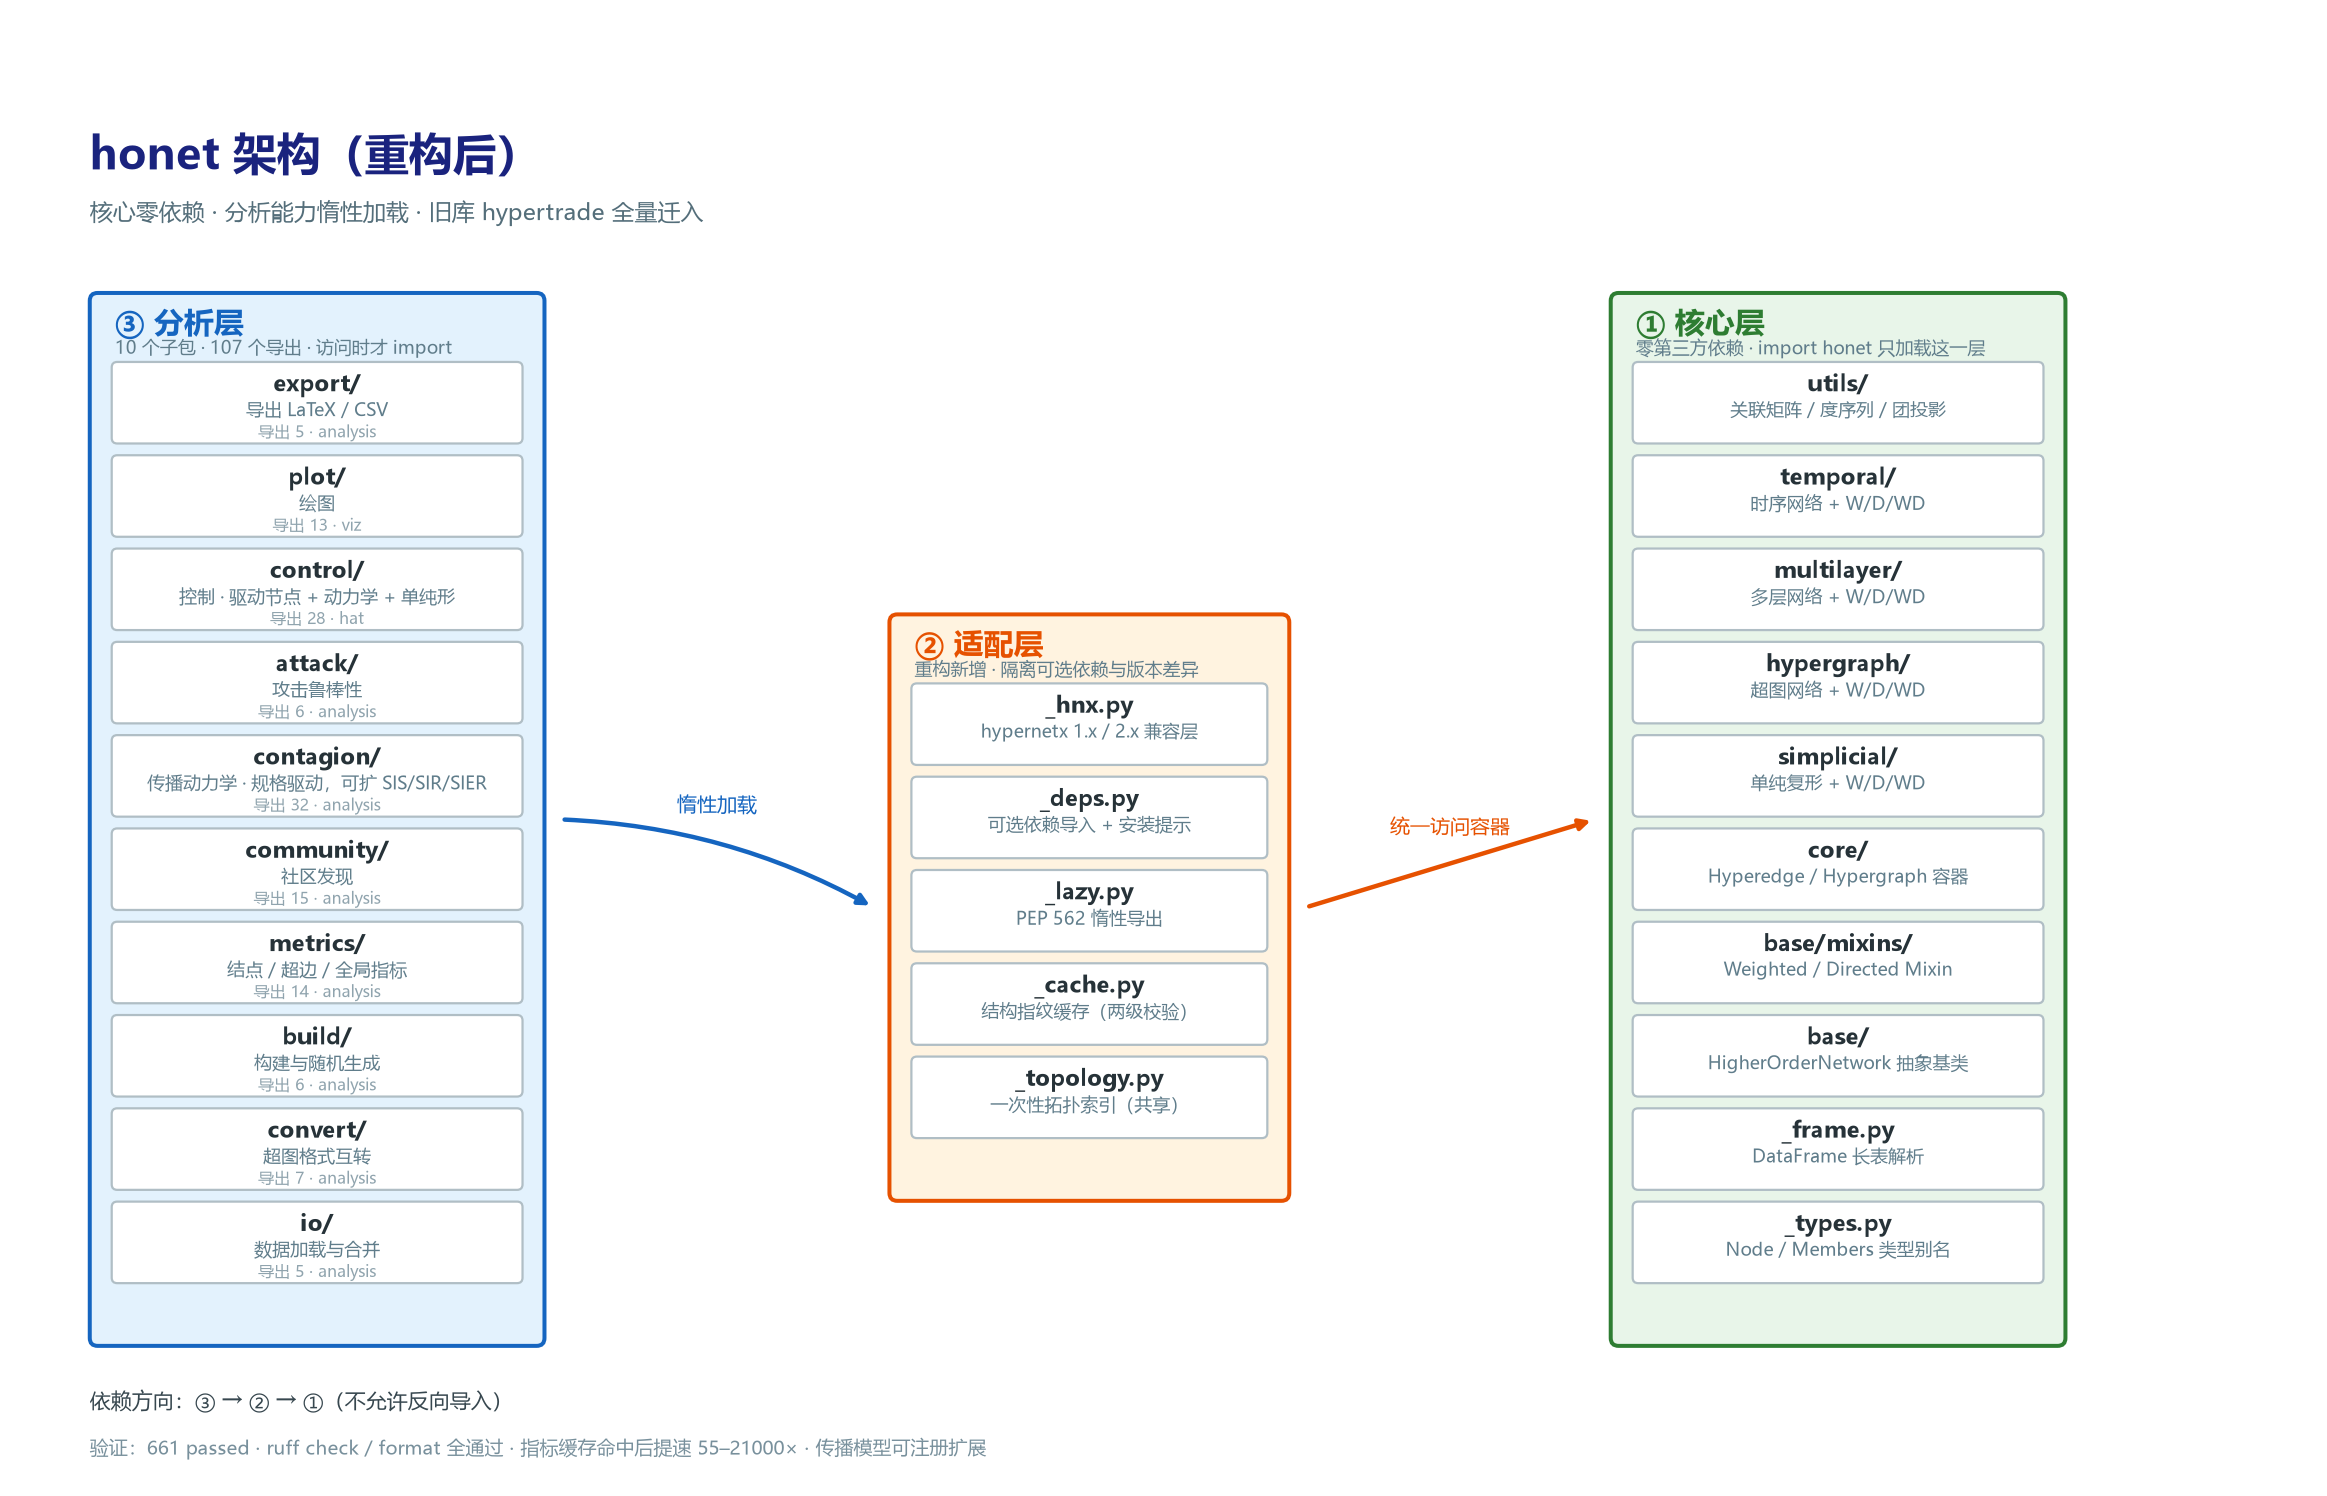 honet 架构（重构后）
核心零依赖 · 分析能力惰性加载 · 旧库 hypertrade 全量迁入
③ 分析层
10 个子包 · 107 个导出 · 访问时才 import
export/
导出 LaTeX / CSV
导出 5 · analysis
plot/
绘图
导出 13 · viz
control/
控制 · 驱动节点 + 动力学 + 单纯形
导出 28 · hat
attack/
攻击鲁棒性
导出 6 · analysis
contagion/
传播动力学 · 规格驱动，可扩 SIS/SIR/SIER
导出 32 · analysis
community/
社区发现
导出 15 · analysis
metrics/
结点 / 超边 / 全局指标
导出 14 · analysis
build/
构建与随机生成
导出 6 · analysis
convert/
超图格式互转
导出 7 · analysis
io/
数据加载与合并
导出 5 · analysis
惰性加载
② 适配层
重构新增 · 隔离可选依赖与版本差异
_hnx.py
hypernetx 1.x / 2.x 兼容层
_deps.py
可选依赖导入 + 安装提示
_lazy.py
PEP 562 惰性导出
_cache.py
结构指纹缓存（两级校验）
_topology.py
一次性拓扑索引（共享）
统一访问容器
① 核心层
零第三方依赖 · import honet 只加载这一层
utils/
关联矩阵 / 度序列 / 团投影
temporal/
时序网络 + W/D/WD
multilayer/
多层网络 + W/D/WD
hypergraph/
超图网络 + W/D/WD
simplicial/
单纯复形 + W/D/WD
core/
Hyperedge / Hypergraph 容器
base/mixins/
Weighted / Directed Mixin
base/
HigherOrderNetwork 抽象基类
_frame.py
DataFrame 长表解析
_types.py
Node / Members 类型别名
依赖方向：③ → ② → ①（不允许反向导入）
验证：661 passed · ruff check / format 全通过 · 指标缓存命中后提速 55–21000× · 传播模型可注册扩展